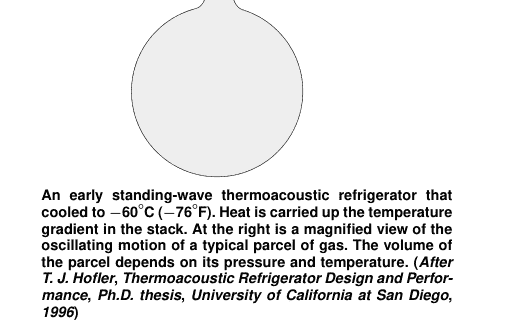 An early standing-wave thermoacoustic refrigerator that
cooled to −60°C (−76°F). Heat is carried up the temperature
gradient in the stack. At the right is a magnified view of the
oscillating motion of a typical parcel of gas. The volume of
the parcel depends on its pressure and temperature. (After
T. J. Hofler, Thermoacoustic Refrigerator Design and Perfor-
mance, Ph.D. thesis, University of California at San Diego,
1996)